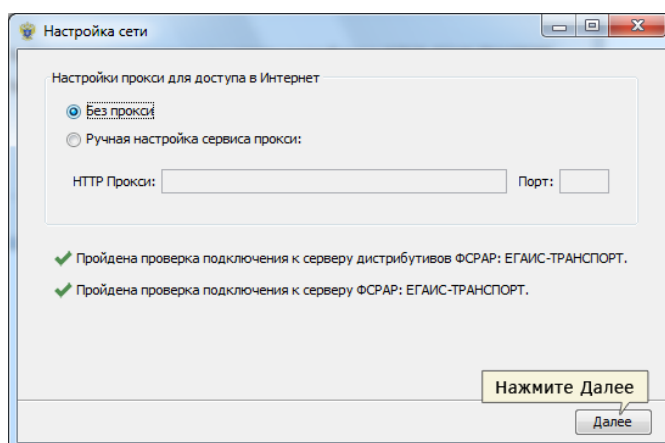 Настройка сети
Настройки прокси для доступа в Интернет
Без прокси
Ручная настройка сервиса прокси:
HTTP Прокси: Порт:
Пройдена проверка подключения к серверу дистрибутивов ФСРАР: ЕГАИС-ТРАНСПОРТ.
Пройдена проверка подключения к серверу ФСРАР: ЕГАИС-ТРАНСПОРТ.
Нажмите Далее
Далее